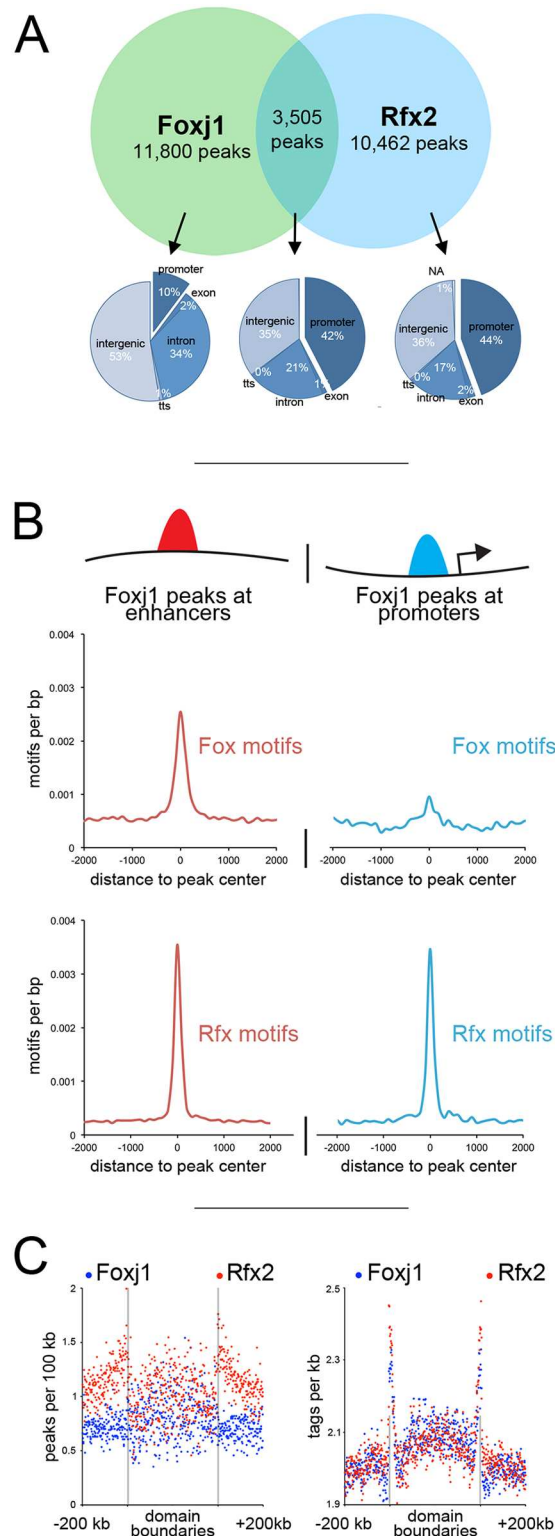 A
Foxj1
11,800 peaks
3,505
peaks
Rfx2
10,462 peaks
promoter
10%
exon
2%
intergenic
53%
intron
34%
1%
tts
intergenic
35%
promoter
42%
0%
tts
21%
intron
1%
exon
NA
1%
intergenic
36%
promoter
44%
tts
0%
17%
intron
2%
exon
B
Foxj1 peaks at
enhancers
Foxj1 peaks at
promoters
0.004
0.003
0.002
0.001
0
motifs per bp
Fox motifs
-2000 -1000 0 1000 2000
distance to peak center
Fox motifs
-2000 -1000 0 1000 2000
distance to peak center
0.004
0.003
0.002
0.001
0
motifs per bp
Rfx motifs
-2000 -1000 0 1000 2000
distance to peak center
Rfx motifs
-2000 -1000 0 1000 2000
distance to peak center
C
Foxj1 Rfx2
2
1.5
1
0.5
0
peaks per 100 kb
-200 kb domain boundaries +200kb
Foxj1 Rfx2
2.5
2.3
2.1
1.9
tags per kb
-200 kb domain boundaries +200kb